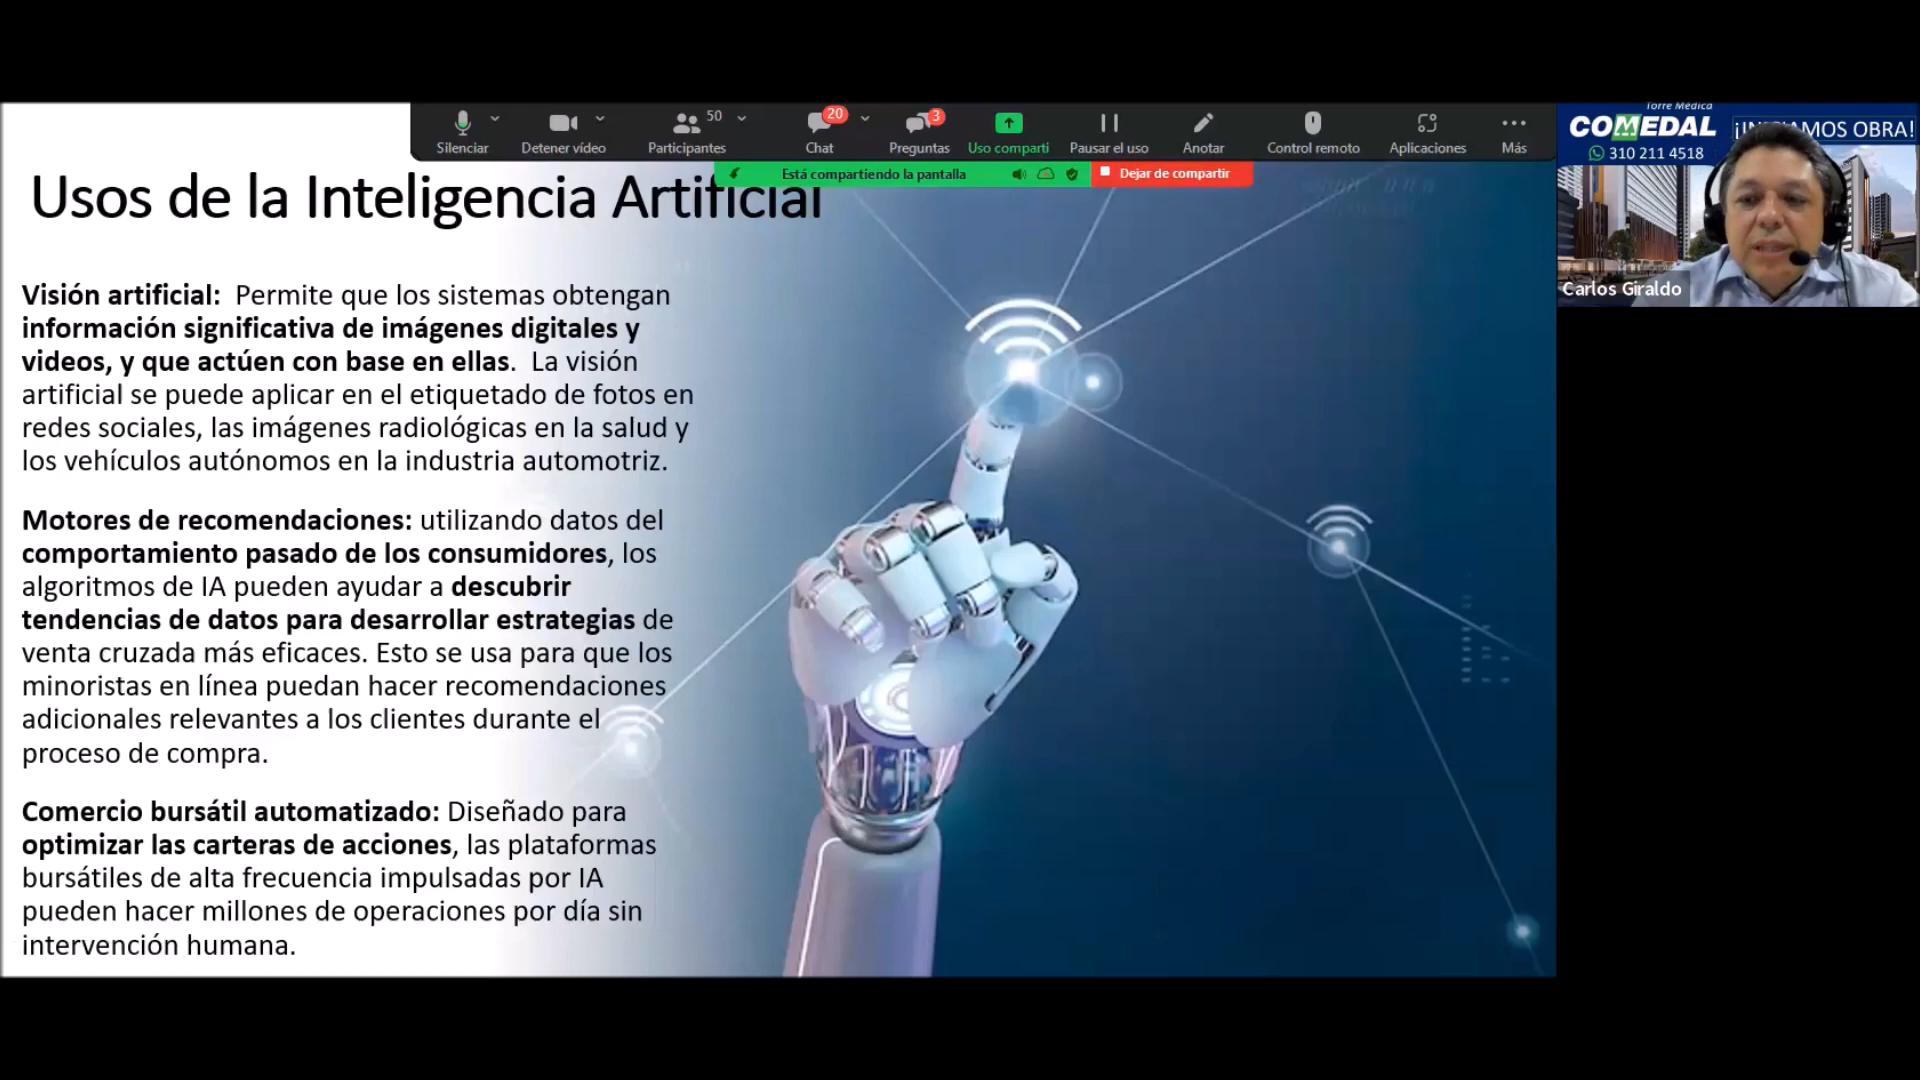 Silenciar
Detener vídeo
50
Participantes
20
Chat
3
Preguntas
Uso comparti
Pausar el uso
Anotar
Control remoto
Aplicaciones
Más
Está compartiendo la pantalla
Dejar de compartir
Torre Médica
COMEDAL
310 211 4518
OBRA!
Carlos Giraldo
Usos de la Inteligencia Artificial
Visión artificial: Permite que los sistemas obtengan
información significativa de imágenes digitales y
videos, y que actúen con base en ellas. La visión
artificial se puede aplicar en el etiquetado de fotos en
redes sociales, las imágenes radiológicas en la salud y
los vehículos autónomos en la industria automotriz.
Motores de recomendaciones: utilizando datos del
comportamiento pasado de los consumidores, los
algoritmos de IA pueden ayudar a descubrir
tendencias de datos para desarrollar estrategias de
venta cruzada más eficaces. Esto se usa para que los
minoristas en línea puedan hacer recomendaciones
adicionales relevantes a los clientes durante el
proceso de compra.
Comercio bursátil automatizado: Diseñado para
optimizar las carteras de acciones, las plataformas
bursátiles de alta frecuencia impulsadas por IA
pueden hacer millones de operaciones por día sin
intervención humana.